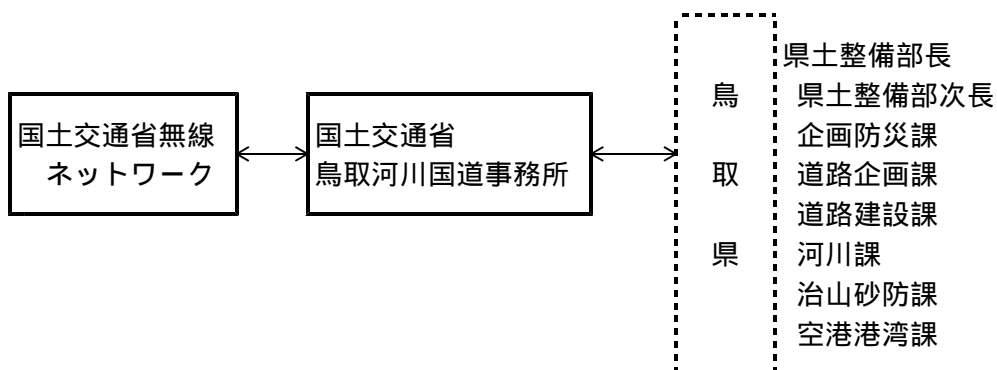 国土交通省無線
ネットワーク
国土交通省
鳥取河川国道事務所
鳥
取
県
県土整備部長
県土整備部次長
企画防災課
道路企画課
道路建設課
河川課
治山砂防課
空港港湾課